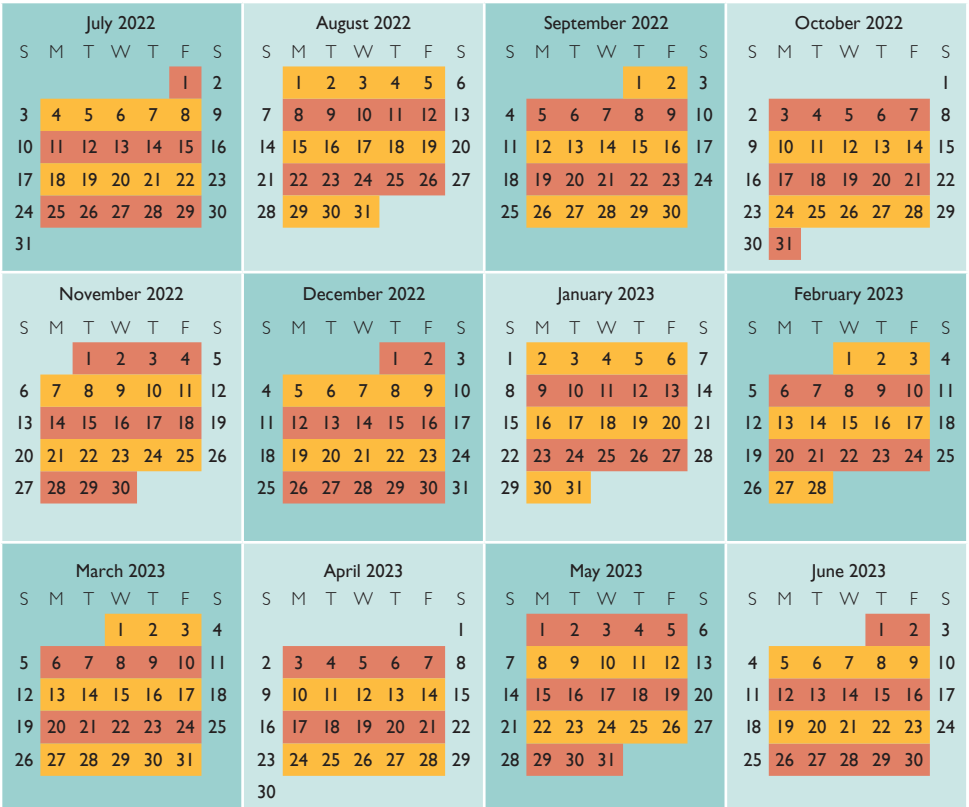 July 2022
S M T W T F S
1 2
3 4 5 6 7 8 9
10 11 12 13 14 15 16
17 18 19 20 21 22 23
24 25 26 27 28 29 30
31
August 2022
S M T W T F S
1 2 3 4 5 6
7 8 9 10 11 12 13
14 15 16 17 18 19 20
21 22 23 24 25 26 27
28 29 30 31
September 2022
S M T W T F S
1 2 3
4 5 6 7 8 9 10
11 12 13 14 15 16 17
18 19 20 21 22 23 24
25 26 27 28 29 30
October 2022
S M T W T F S
1
2 3 4 5 6 7 8
9 10 11 12 13 14 15
16 17 18 19 20 21 22
23 24 25 26 27 28 29
30 31
November 2022
S M T W T F S
1 2 3 4 5
6 7 8 9 10 11 12
13 14 15 16 17 18 19
20 21 22 23 24 25 26
27 28 29 30
December 2022
S M T W T F S
1 2 3
4 5 6 7 8 9 10
11 12 13 14 15 16 17
18 19 20 21 22 23 24
25 26 27 28 29 30 31
January 2023
S M T W T F S
1 2 3 4 5 6 7
8 9 10 11 12 13 14
15 16 17 18 19 20 21
22 23 24 25 26 27 28
29 30 31
February 2023
S M T W T F S
1 2 3 4
5 6 7 8 9 10 11
12 13 14 15 16 17 18
19 20 21 22 23 24 25
26 27 28
March 2023
S M T W T F S
1 2 3 4
5 6 7 8 9 10 11
12 13 14 15 16 17 18
19 20 21 22 23 24 25
26 27 28 29 30 31
April 2023
S M T W T F S
1
2 3 4 5 6 7 8
9 10 11 12 13 14 15
16 17 18 19 20 21 22
23 24 25 26 27 28 29
30
May 2023
S M T W T F S
1 2 3 4 5 6
7 8 9 10 11 12 13
14 15 16 17 18 19 20
21 22 23 24 25 26 27
28 29 30 31
June 2023
S M T W T F S
1 2 3
4 5 6 7 8 9 10
11 12 14 15 16 17
18 19 20 21 22 23 24
25 26 27 28 29 30